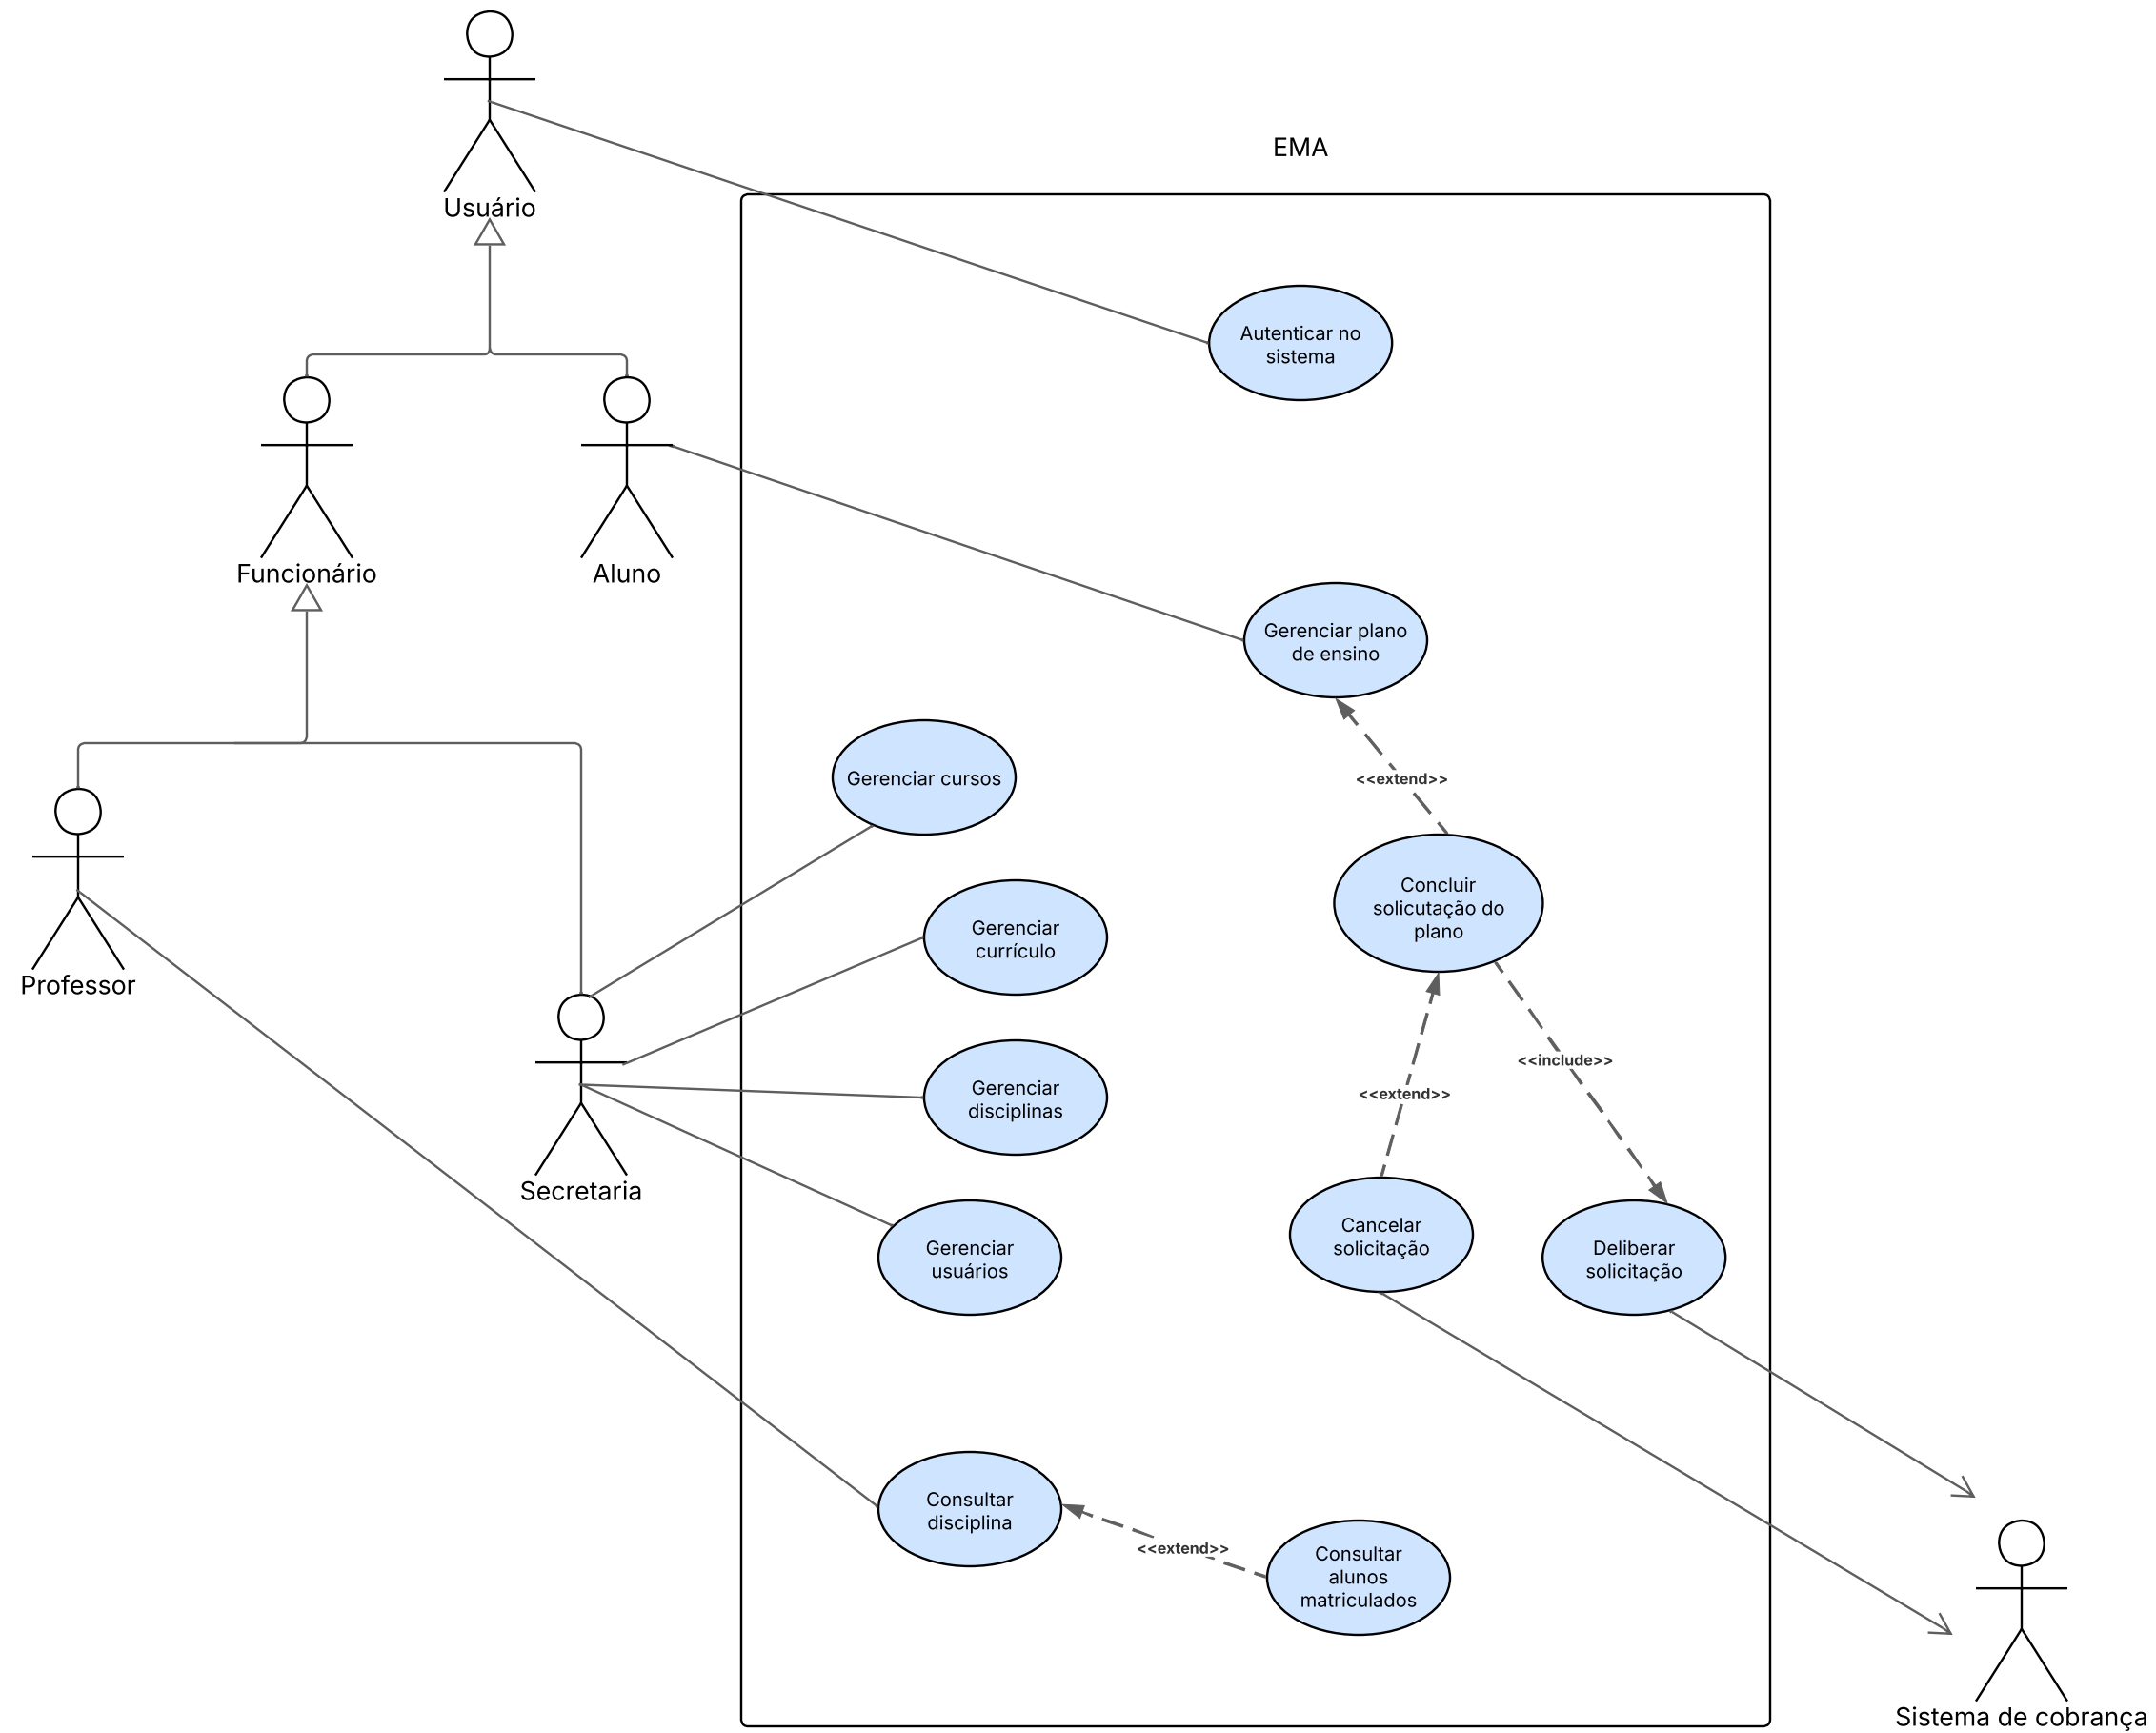 EMA
Usuário
Autenticar no
sistema
Funcionário
Aluno
Gerenciar plano
de ensino
Gerenciar cursos
<<extend>>
Concluir
solicutação do
plano
Gerenciar
currículo
Professor
<<include>>
Gerenciar
disciplinas
<<extend>>
Secretaria
Cancelar
solicitação
Gerenciar
usuários
Deliberar
solicitação
Consultar
disciplina
<<extend>>
Consultar
alunos
matriculados
Sistema de cobrança